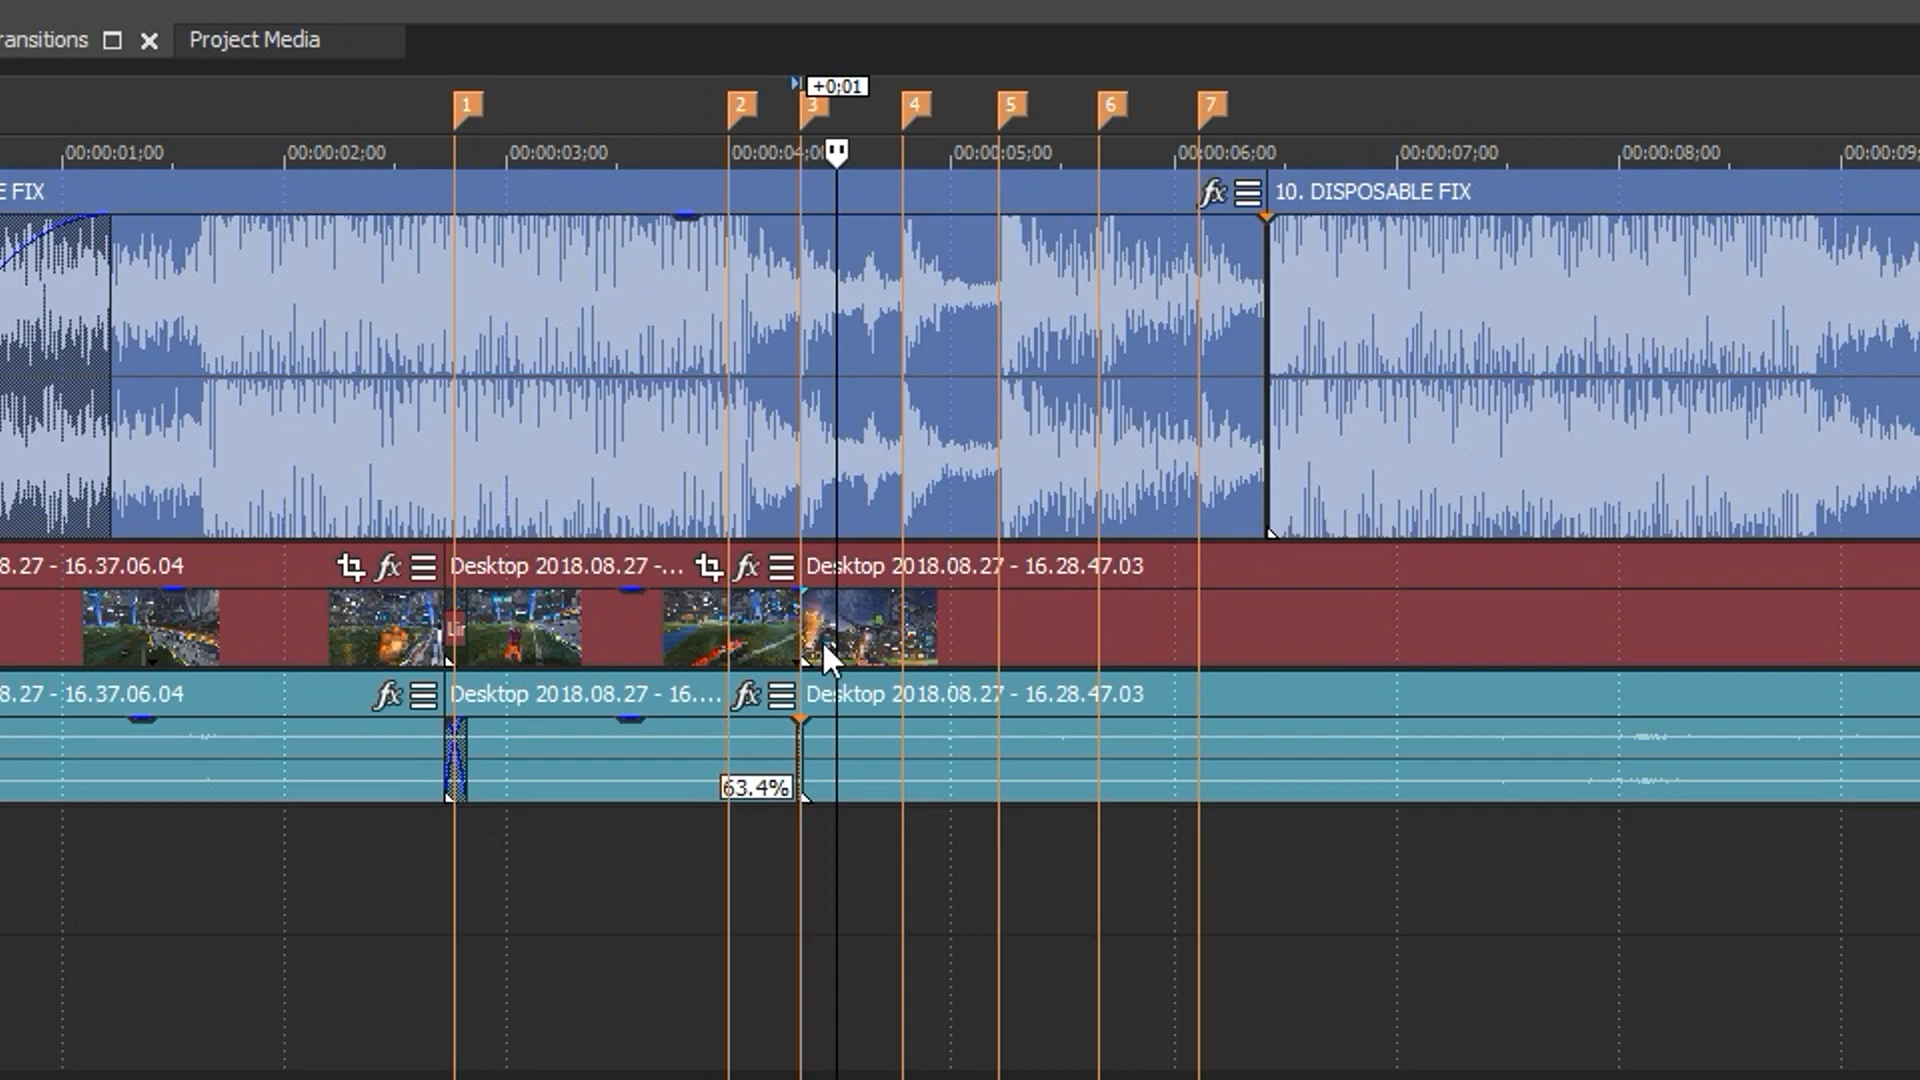 ransitions Project Media
+0;01
1 2 3 4 5 6 7
00:00:01;00 00:00:02;00 00:00:03;00 00:00:04;00 00:00:05;00 00:00:06;00 00:00:07;00 00:00:08;00 00:00:09;
E FIX fx 10. DISPOSABLE FIX
8.27 - 16.37.06.04 fx Desktop 2018.08.27 -... fx Desktop 2018.08.27 - 16.28.47.03
Lir
8.27 - 16.37.06.04 fx Desktop 2018.08.27 - 16.... fx Desktop 2018.08.27 - 16.28.47.03
63.4%